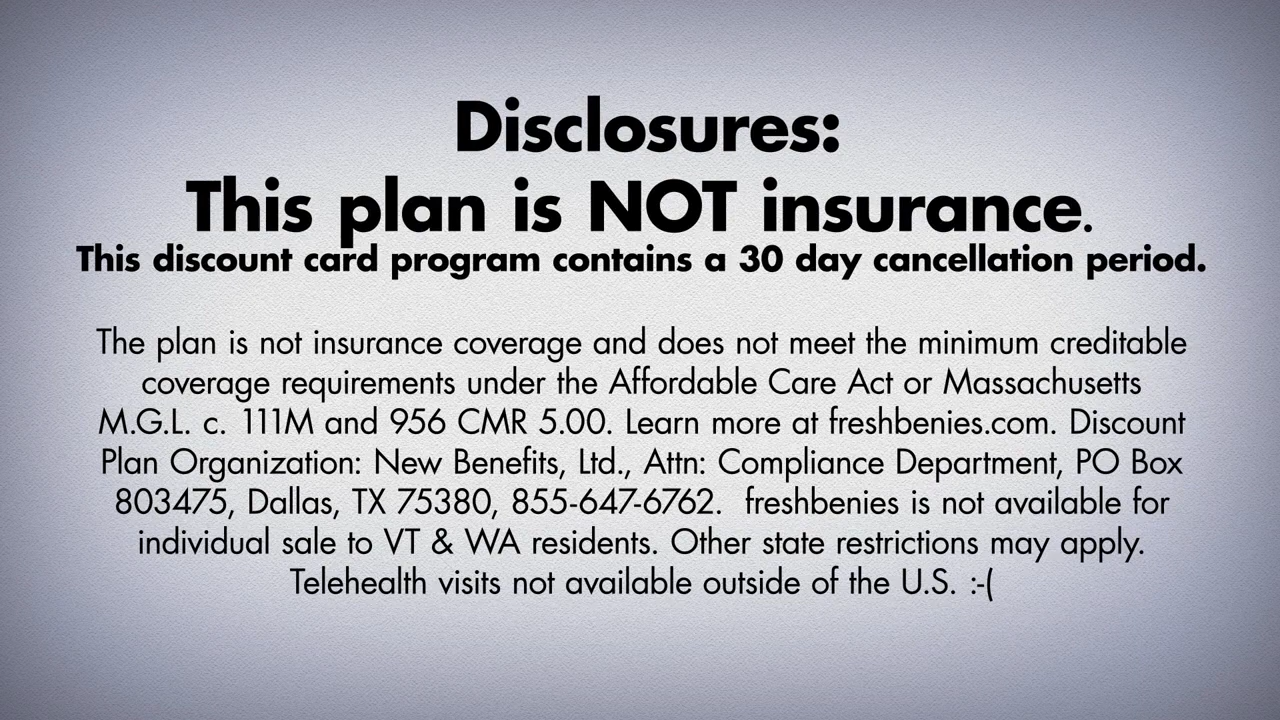 Disclosures:
This plan is NOT insurance.
This discount card program contains a 30 day cancellation period.
The plan is not insurance coverage and does not meet the minimum creditable
coverage requirements under the Affordable Care Act or Massachusetts
M.G.L. c. 111M and 956 CMR 5.00. Learn more at freshbenies.com. Discount
Plan Organization: New Benefits, Ltd., Attn: Compliance Department, PO Box
803475, Dallas, TX 75380, 855-647-6762.  freshbenies is not available for
individual sale to VT & WA residents. Other state restrictions may apply.
Telehealth visits not available outside of the U.S. :-(